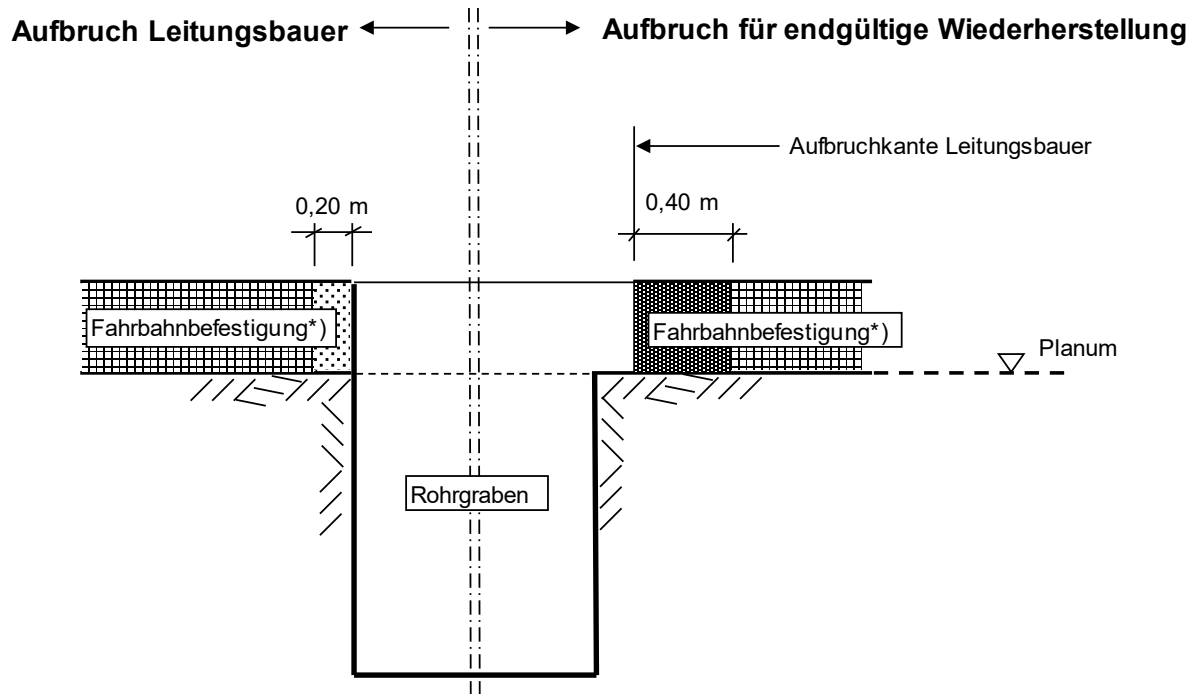 Aufbruch Leitungsbauer
Aufbruch für endgültige Wiederherstellung
Aufbruchkante Leitungsbauer
0,20 m
0,40 m
Fahrbahnbefestigung*)
Fahrbahnbefestigung*)
Planum
Rohrgraben